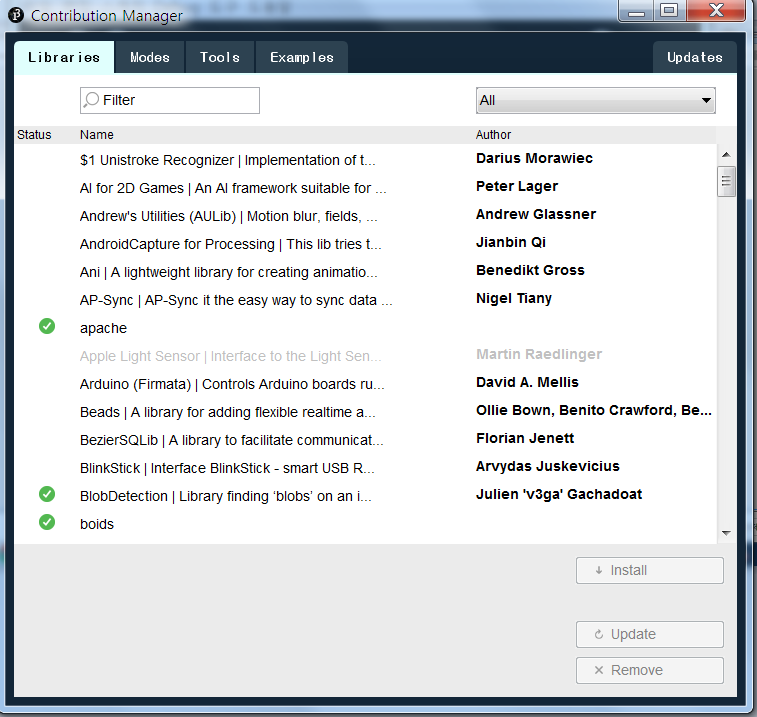 Contribution Manager
Libraries Modes Tools Examples Updates
Filter All
Status Name Author
$1 Unistroke Recognizer | Implementation of t... Darius Morawiec
AI for 2D Games | An AI framework suitable for ... Peter Lager
Andrew's Utilities (AULib) | Motion blur, fields, ... Andrew Glassner
AndroidCapture for Processing | This lib tries t... Jianbin Qi
Ani | A lightweight library for creating animatio... Benedikt Gross
AP-Sync | AP-Sync it the easy way to sync data ... Nigel Tiany
apache
Apple Light Sensor | Interface to the Light Sen... Martin Raedlinger
Arduino (Firmata) | Controls Arduino boards ru... David A. Mellis
Beads | A library for adding flexible realtime a... Ollie Bown, Benito Crawford, Be...
BezierSQLib | A library to facilitate communicat... Florian Jenett
BlinkStick | Interface BlinkStick - smart USB R... Arvydas Juskevicius
BlobDetection | Library finding ‘blobs’ on an i... Julien 'v3ga' Gachadoat
boids
Install
Update
Remove